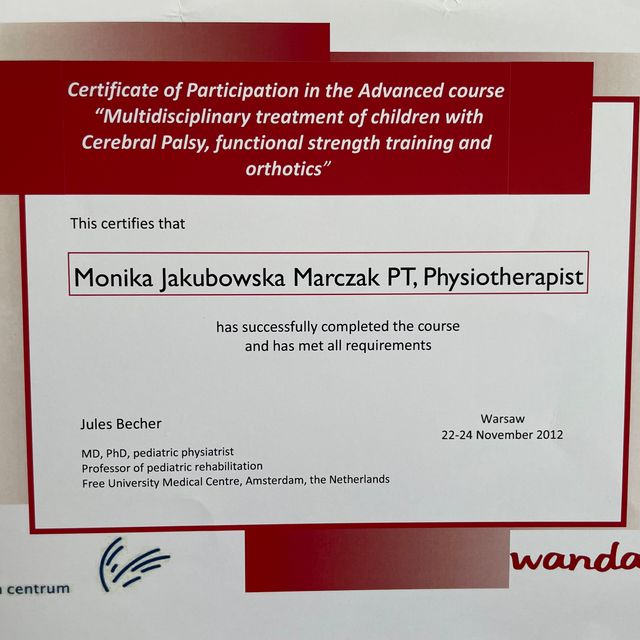 Certificate of Participation in the Advanced course
“Multidisciplinary treatment of children with
Cerebral Palsy, functional strength training and
orthotics”
This certifies that
Monika Jakubowska Marczak PT, Physiotherapist
has successfully completed the course
and has met all requirements
Jules Becher
MD, PhD, pediatric physiatrist
Professor of pediatric rehabilitation
Free University Medical Centre, Amsterdam, the Netherlands
Warsaw
22-24 November 2012
centrum
wanda